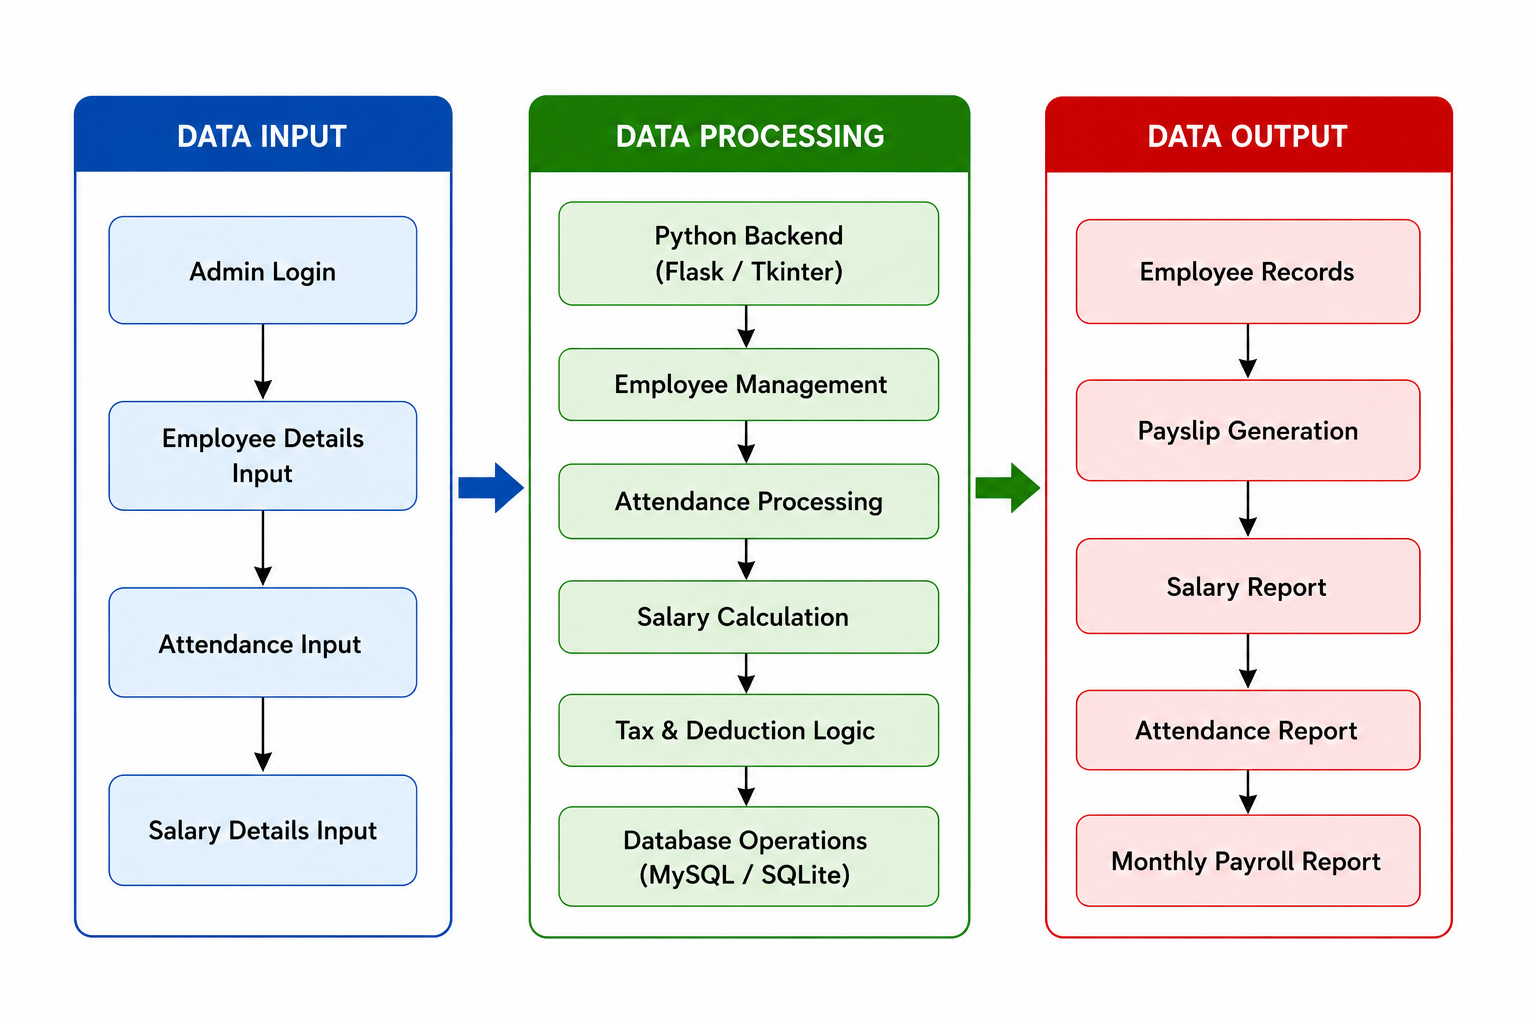 DATA INPUT
Admin Login
Employee Details
Input
Attendance Input
Salary Details Input
DATA PROCESSING
Python Backend
(Flask / Tkinter)
Employee Management
Attendance Processing
Salary Calculation
Tax & Deduction Logic
Database Operations
(MySQL / SQLite)
DATA OUTPUT
Employee Records
Payslip Generation
Salary Report
Attendance Report
Monthly Payroll Report